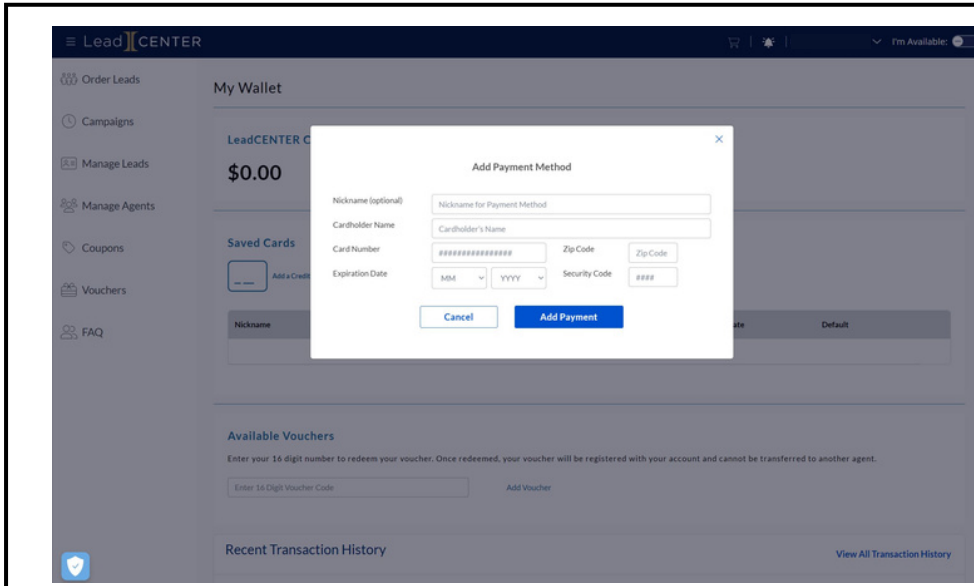 Lead CENTER
I'm Available:
Order Leads
Campaigns
Manage Leads
Manage Agents
Coupons
Vouchers
FAQ
My Wallet
LeadCENTER C
$0.00
Saved Cards
Add a Credit
Nickname
ate
Default
Add Payment Method
Nickname (optional)
Nickname for Payment Method
Cardholder Name
Cardholder's Name
Card Number
################
Zip Code
Zip Code
Expiration Date
MM
YYYY
Security Code
####
Cancel
Add Payment
Available Vouchers
Enter your 16 digit number to redeem your voucher. Once redeemed, your voucher will be registered with your account and cannot be transferred to another agent.
Enter 16 Digit Voucher Code
Add Voucher
Recent Transaction History
View All Transaction History